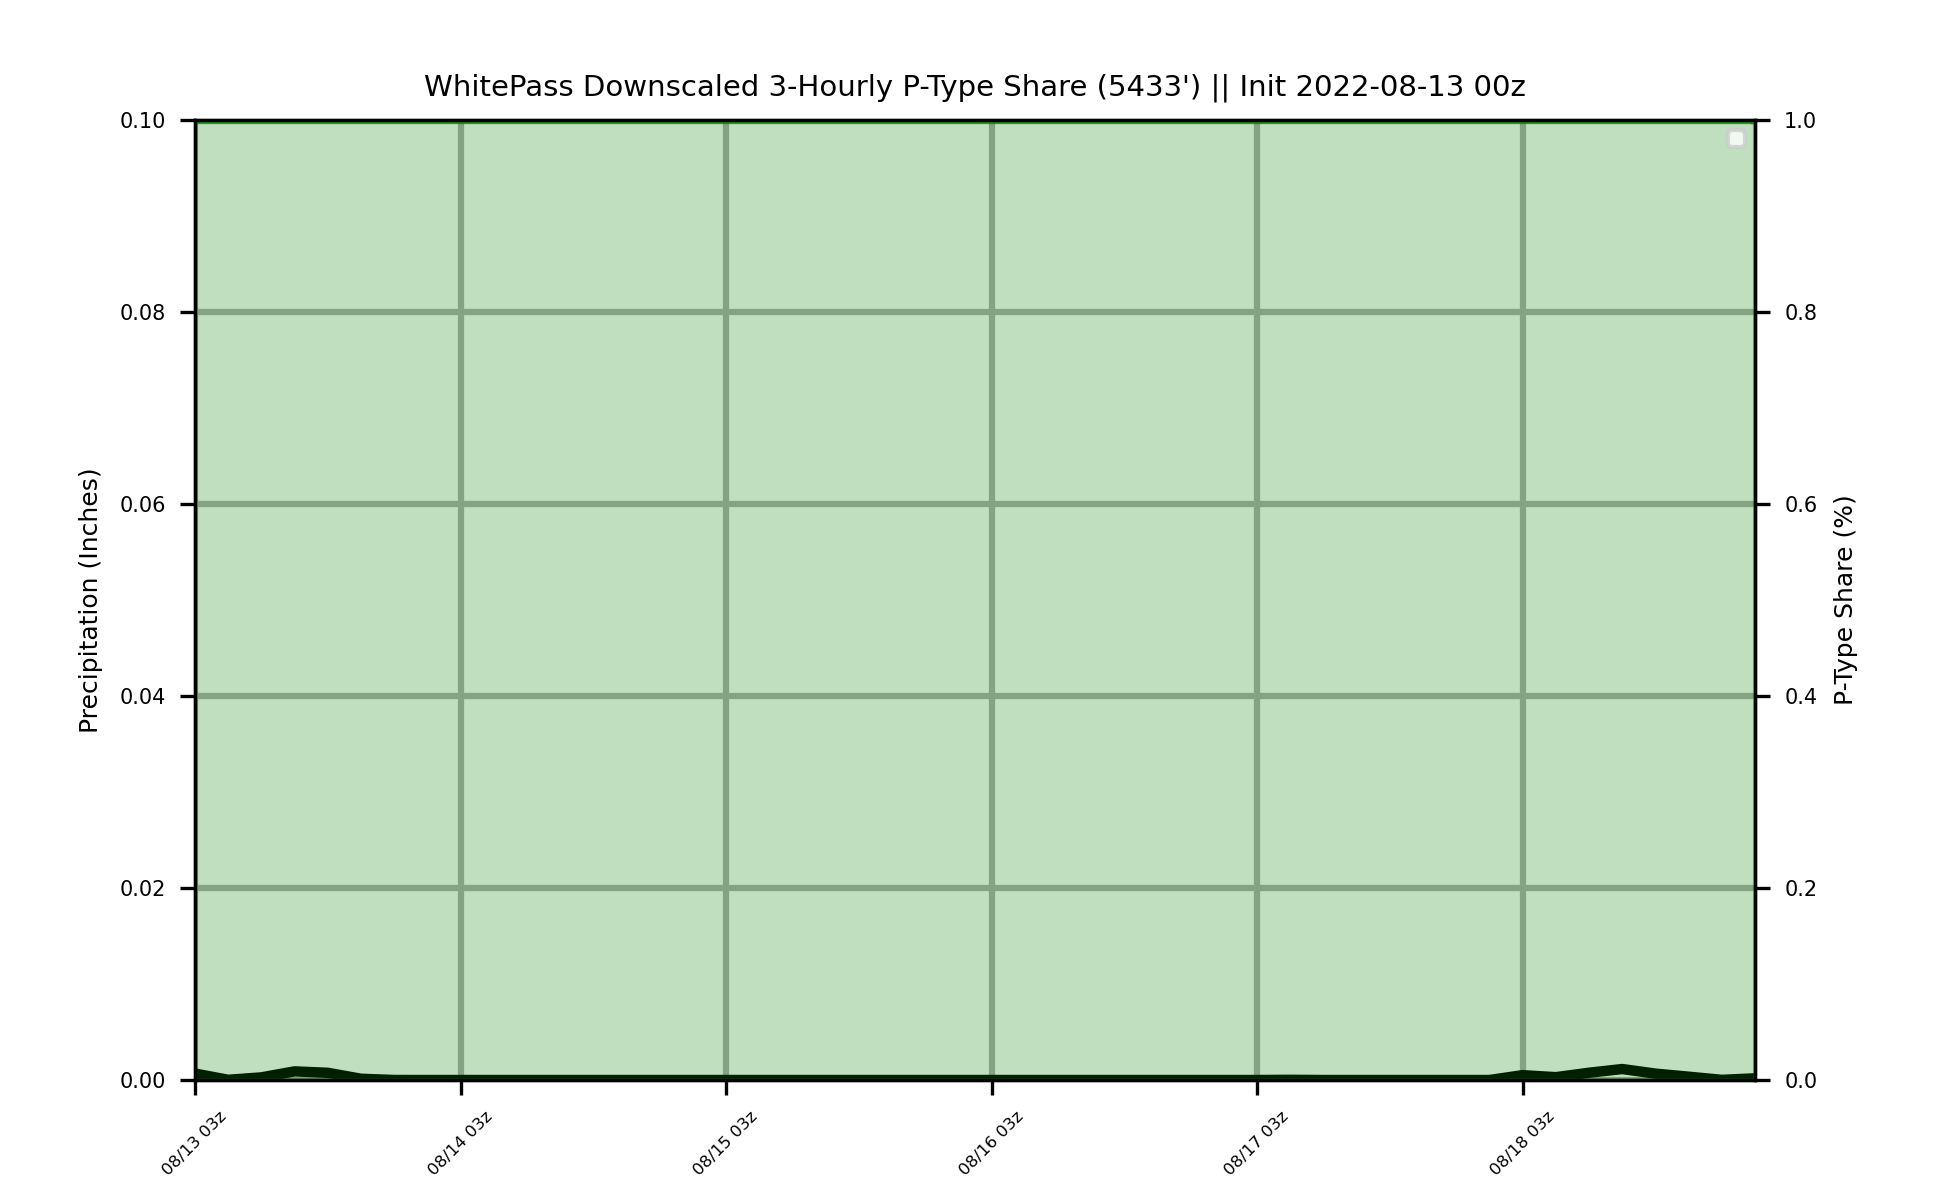 WhitePass Downscaled 3-Hourly P-Type Share (5433') || Init 2022-08-13 00z
0.10
0.08
0.06
0.04
0.02
0.00
Precipitation (Inches)
1.0
0.8
0.6
0.4
0.2
0.0
P-Type Share (%)
08/13 03z
08/14 03z
08/15 03z
08/16 03z
08/17 03z
08/18 03z